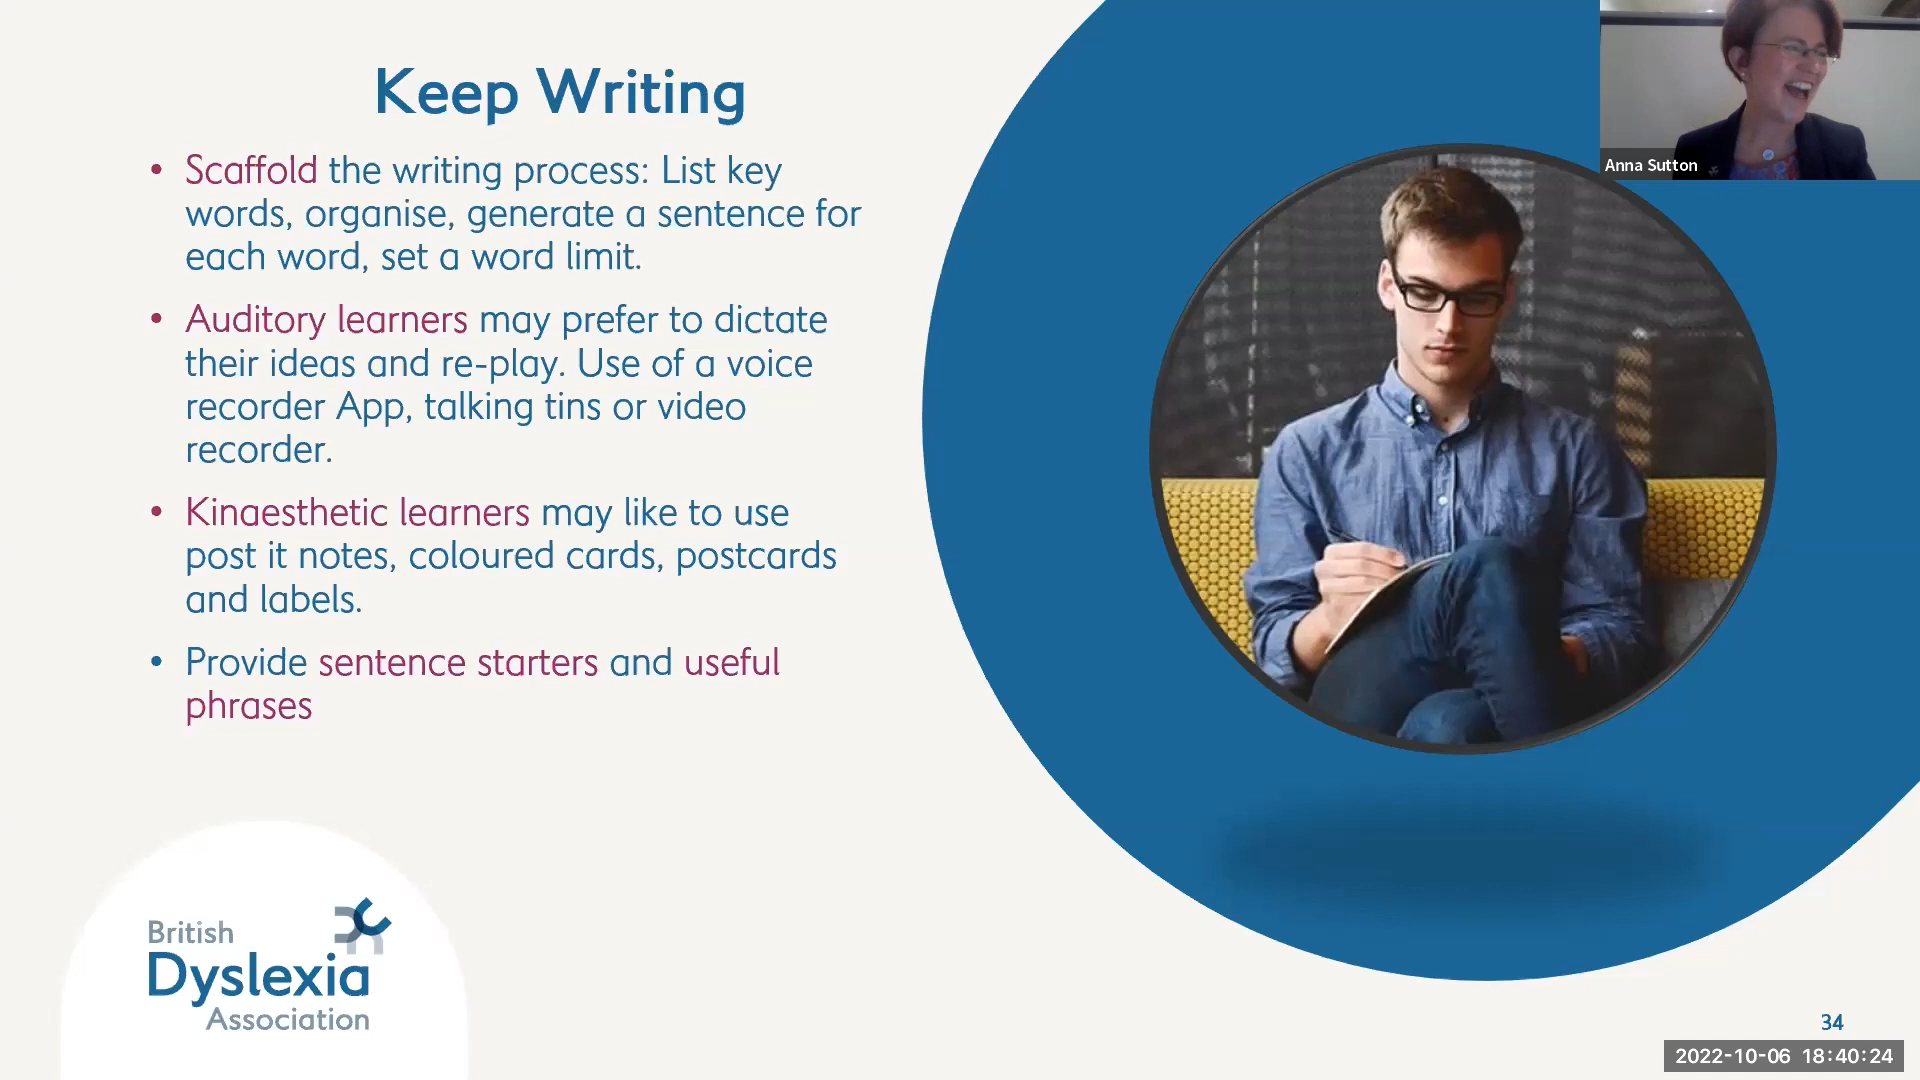 Keep Writing
• Scaffold the writing process: List key
words, organise, generate a sentence for
each word, set a word limit.
• Auditory learners may prefer to dictate
their ideas and re-play. Use of a voice
recorder App, talking tins or video
recorder.
• Kinaesthetic learners may like to use
post it notes, coloured cards, postcards
and labels.
• Provide sentence starters and useful
phrases
Anna Sutton
British
Dyslexia
Association
34
2022-10-06 18:40:24